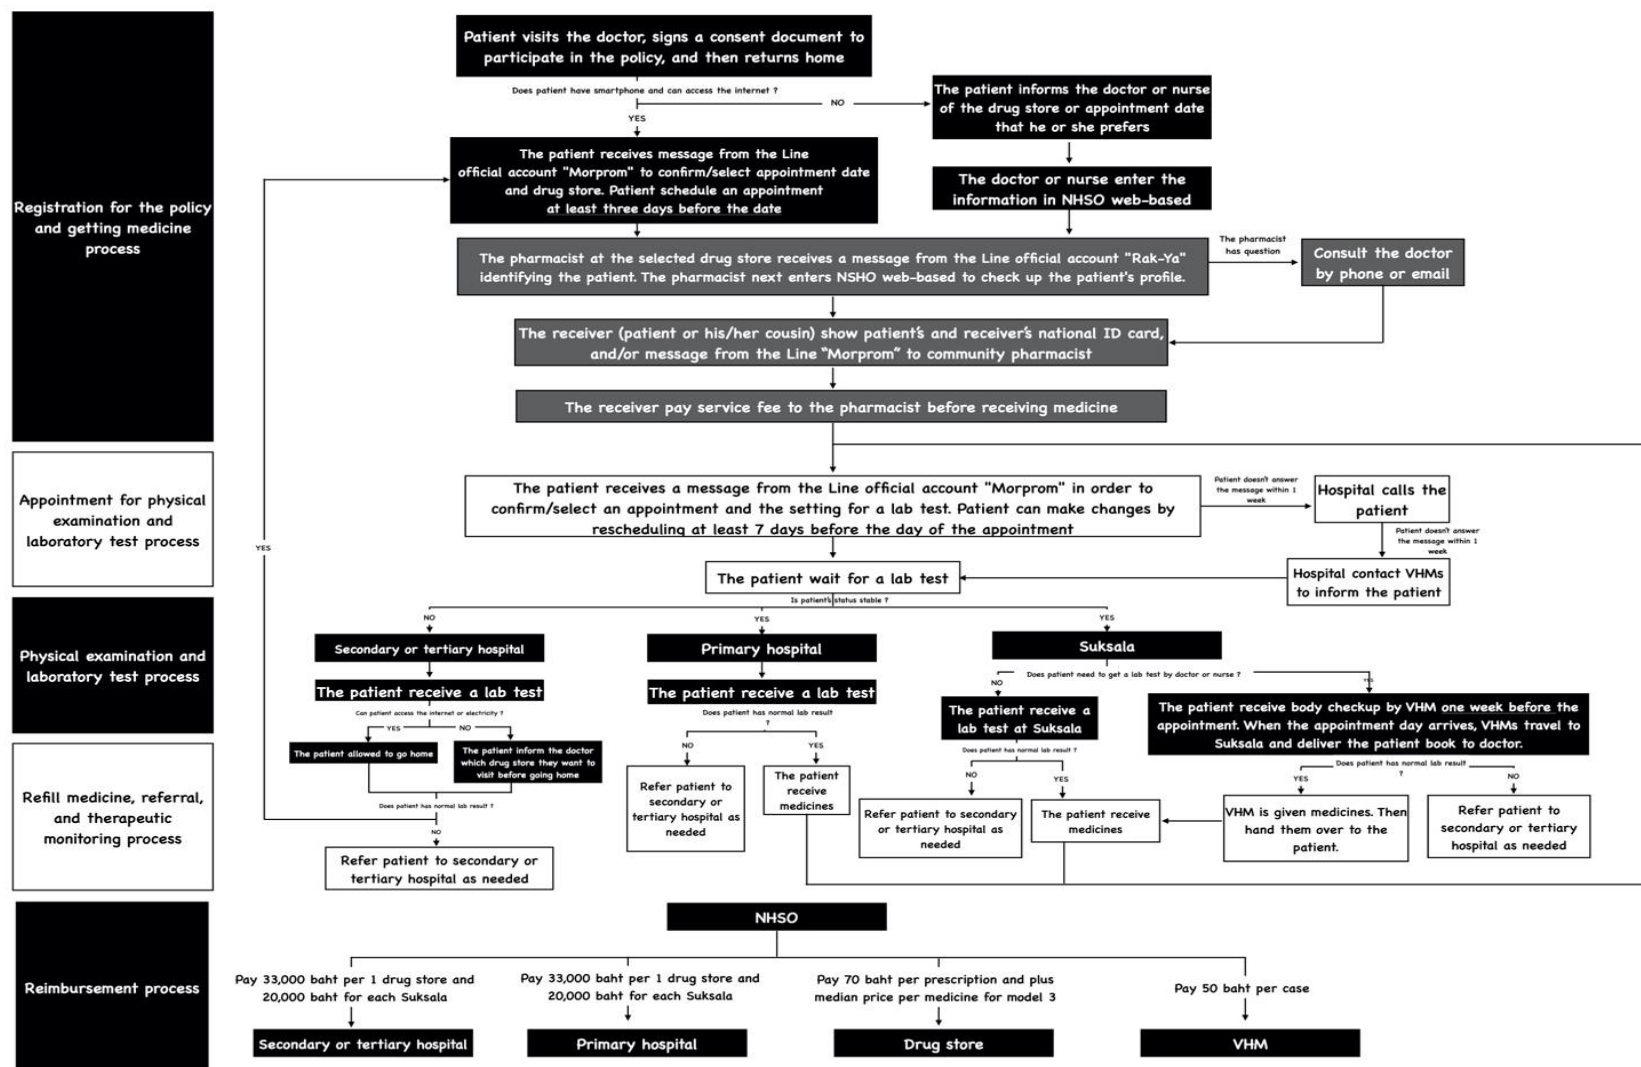 Registration for the policy
and getting medicine
process
Patient visits the doctor, signs a consent document to
participate in the policy, and then returns home
Does patient have smartphone and can access the internet ?
NO
YES
The patient informs the doctor or nurse
of the drug store or appointment date
that he or she prefers
The patient receives message from the Line
official account "Morprom" to confirm/select appointment date
and drug store. Patient schedule an appointment
at least three days before the date
The doctor or nurse enter the
information in NHSO web-based
The pharmacist at the selected drug store receives a message from the Line official account "Rak-Ya"
identifying the patient. The pharmacist next enters NSHO web-based to check up the patient's profile.
The pharmacist
has question
Consult the doctor
by phone or email
The receiver (patient or his/her cousin) show patient's and receiver's national ID card,
and/or message from the Line "Morprom" to community pharmacist
The receiver pay service fee to the pharmacist before receiving medicine
Appointment for physical
examination and
laboratory test process
The patient receives a message from the Line official account "Morprom" in order to
confirm/select an appointment and the setting for a lab test. Patient can make changes by
rescheduling at least 7 days before the day of the appointment
Patient doesn't answer
the message within 1
week
Hospital calls the
patient
Patient doesn't answer
the message within 1
week
YES
The patient wait for a lab test
Hospital contact VHMs
to inform the patient
Is patient's status stable ?
NO
YES
YES
Physical examination and
laboratory test process
Secondary or tertiary hospital
Primary hospital
Suksala
The patient receive a lab test
The patient receive a lab test
Does patient need to get a lab test by doctor or nurse ?
NO
YES
Can patient access the internet or electricity ?
YES
NO
Does patient has normal lab result
?
NO
YES
The patient receive a
lab test at Suksala
The patient receive body checkup by VHM one week before the
appointment. When the appointment day arrives, VHMs travel to
Suksala and deliver the patient book to doctor.
The patient allowed to go home
The patient inform the doctor
which drug store they want to
visit before going home
Does patient has normal lab result ?
NO
YES
Does patient has normal lab result
?
YES
NO
Refill medicine, referral,
and therapeutic
monitoring process
Does patient has normal lab result ?
NO
Refer patient to secondary or
tertiary hospital as needed
Refer patient to
secondary or
tertiary hospital as
needed
The patient
receive
medicines
Refer patient to secondary
or tertiary hospital as
needed
The patient receive
medicines
VHM is given medicines. Then
hand them over to the
patient.
Refer patient to
secondary or tertiary
hospital as needed
Reimbursement process
NHSO
Pay 33,000 baht per 1 drug store and
20,000 baht for each Suksala
Pay 33,000 baht per 1 drug store and
20,000 baht for each Suksala
Pay 70 baht per prescription and plus
median price per medicine for model 3
Pay 50 baht per case
Secondary or tertiary hospital
Primary hospital
Drug store
VHM